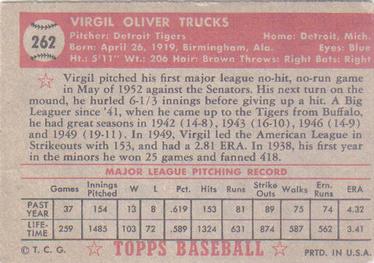 VIRGIL OLIVER TRUCKS
262
Pitcher: Detroit Tigers Home: Detroit, Mich.
Born: April 26, 1919, Birmingham, Ala. Eyes: Blue
Ht.: 5'11" Wt: 206 Hair: Brown Throws: Right Bats: Right
Virgil pitched his first major league no-hit, no-run game
in May of 1952 against the Senators. His next turn on the
mound, he hurled 6-1/3 innings before giving up a hit. A Big
Leaguer since '41, when he came up to the Tigers from Buffalo,
he had great seasons in 1942 (14-8), 1943 (16-10), 1946 (14-9)
and 1949 (19-11). In 1949, Virgil led the American League in
Strikeouts with 153, and had a 2.81 ERA. In 1938, his first year
in the minors he won 25 games and fanned 418.
MAJOR LEAGUE PITCHING RECORD
Games Innings Pitched W L Pct. Hits Runs Strike Outs Walks Ern. Runs ERA
PAST YEAR 37 154 13 8 .619 153 81 89 75 74 4.32
LIFE-TIME 259 1485 103 72 .589 1324 631 931 614 560 3.41
© T. C. G. TOPPS BASEBALL PRTD. IN U.S.A.